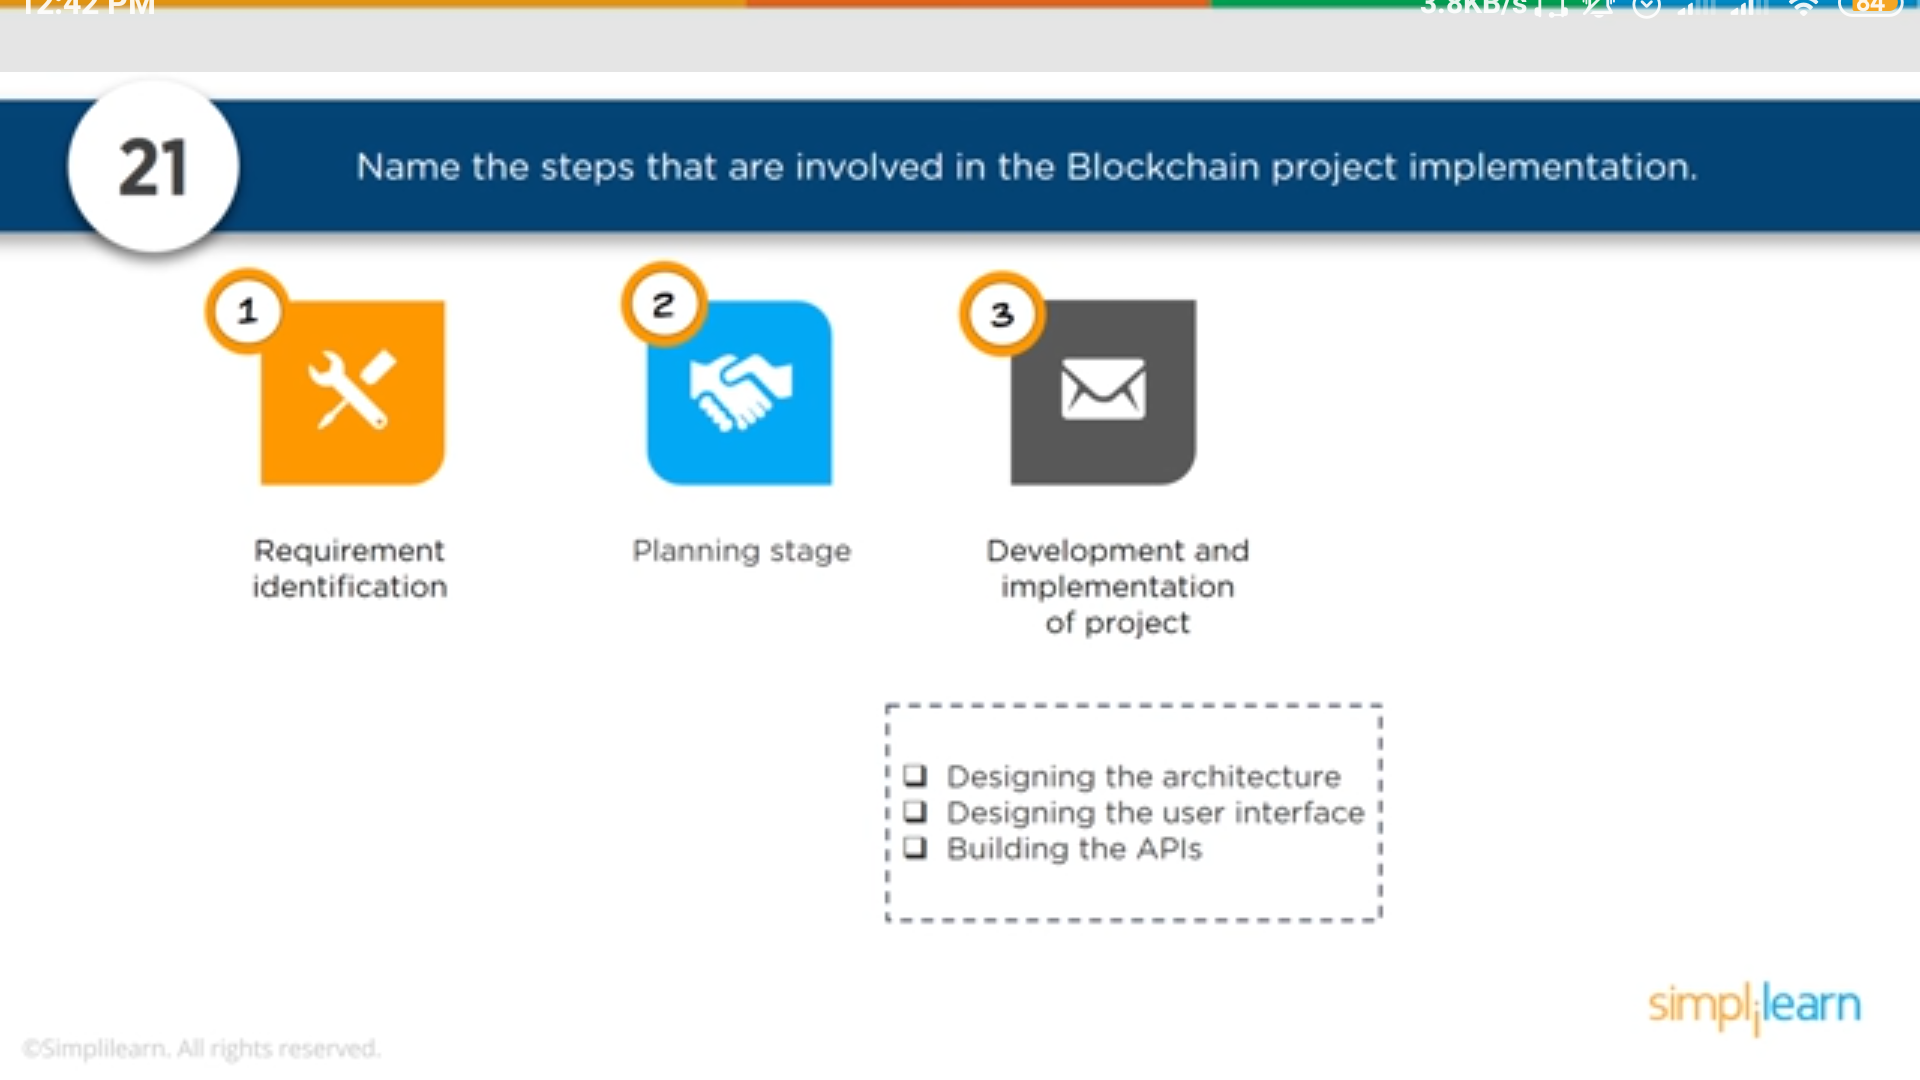 12:42 PM
3.8KB/s
84
21
Name the steps that are involved in the Blockchain project implementation.
1
2
3
Requirement
identification
Planning stage
Development and
implementation
of project
Designing the architecture
Designing the user interface
Building the APIs
simplilearn
©Simplilearn. All rights reserved.